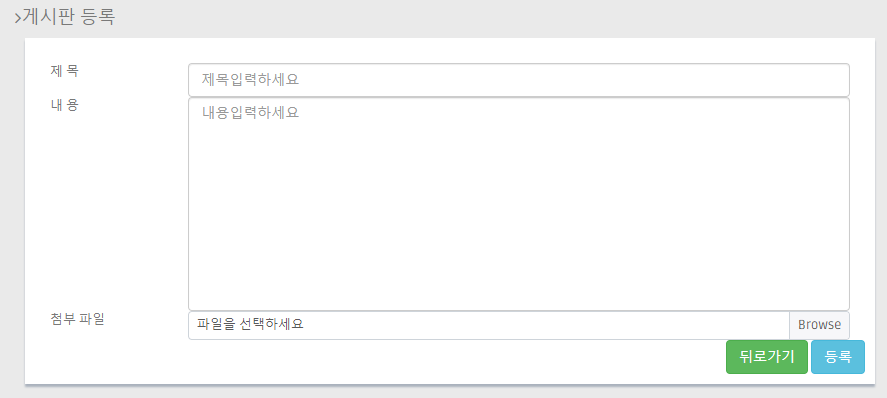 게시판 등록
제 목
제목입력하세요
내 용
내용입력하세요
첨부 파일
파일을 선택하세요 Browse
뒤로가기 등록